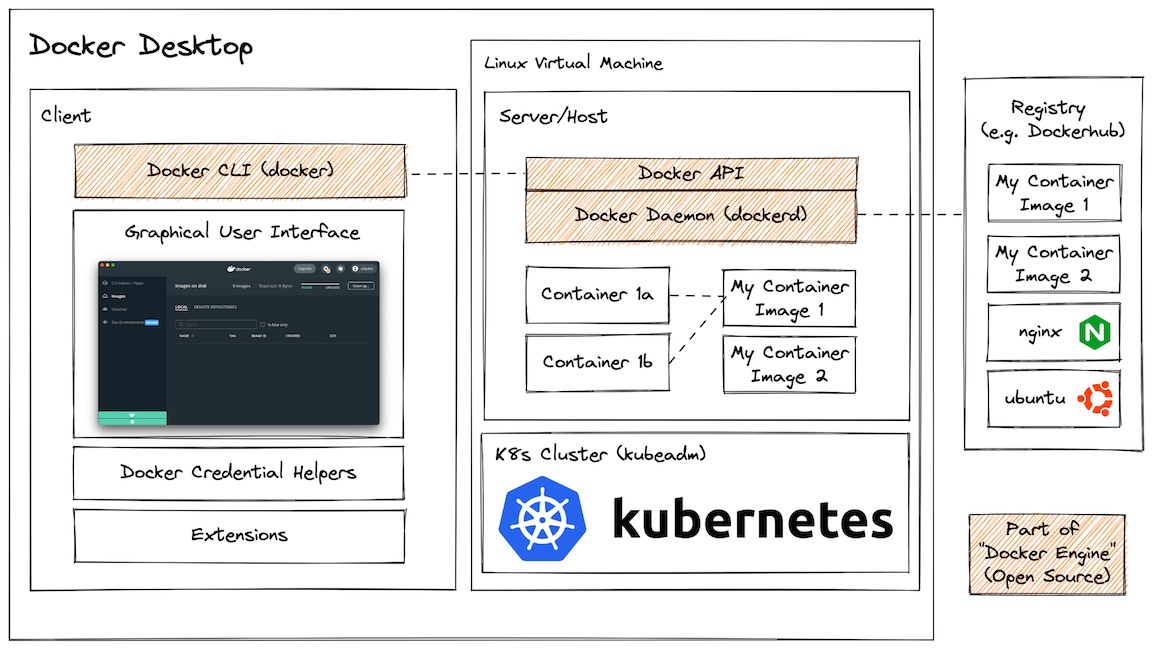 Docker Desktop
Client
Docker CLI (docker)
Graphical User Interface
docker
Upgrade
Containers / Apps
Images
Volumes
Dev Environments
Images on disk
0 images
Total size: 0 Bytes
IN USE
UNUSED
Clean up...
LOCAL
REMOTE REPOSITORIES
Search
In Use only
NAME
TAG
IMAGE ID
CREATED
SIZE
Docker Credential Helpers
Extensions
Linux Virtual Machine
Server/Host
Docker API
Docker Daemon (dockerd)
Container 1a
Container 1b
My Container
Image 1
My Container
Image 2
K8s Cluster (kubeadm)
kubernetes
Registry
(e.g. Dockerhub)
My Container
Image 1
My Container
Image 2
nginx
N
ubuntu
Part of
"Docker Engine"
(Open Source)